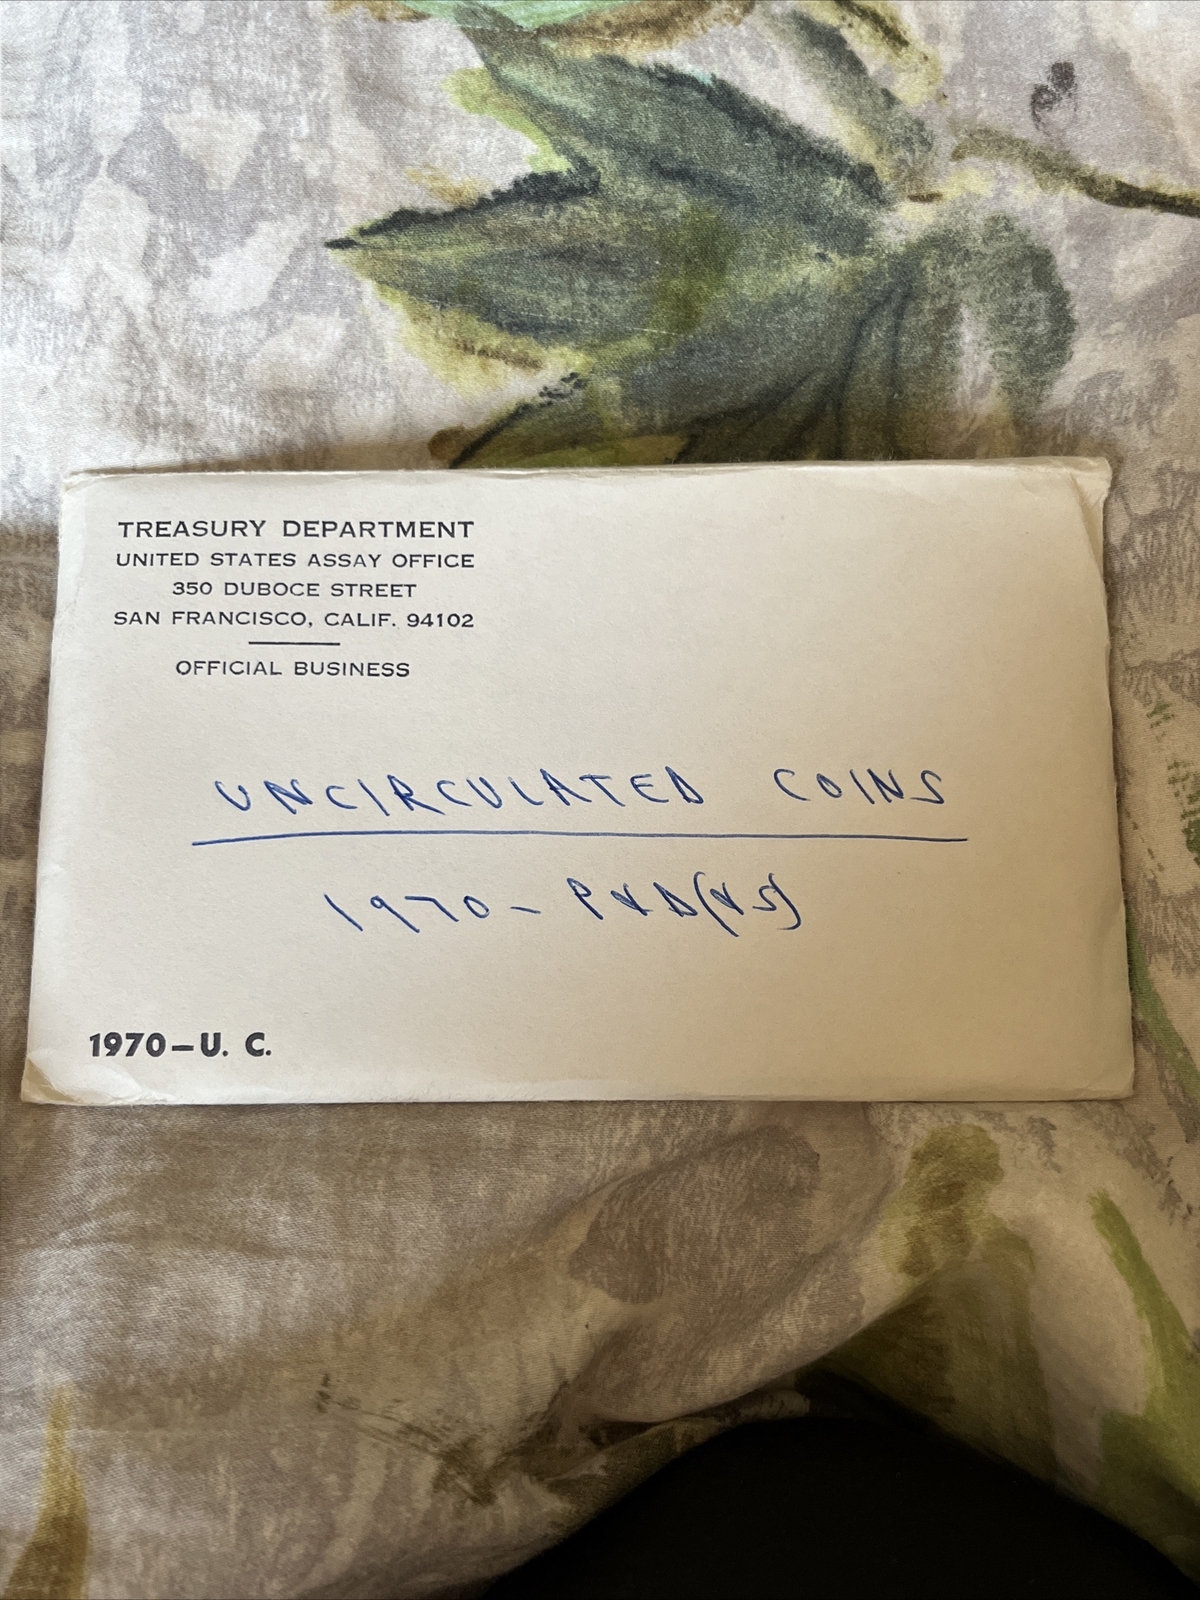 TREASURY DEPARTMENT
UNITED STATES ASSAY OFFICE
350 DUBOCE STREET
SAN FRANCISCO, CALIF. 94102
OFFICIAL BUSINESS
UNCIRCULATED COINS
1970 - P&D(&S)
1970—U. C.